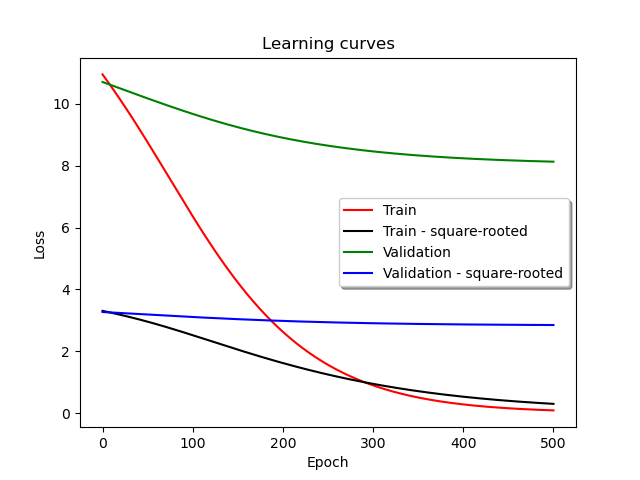 Learning curves
Loss
10
8
6
4
2
0
Train
Train - square-rooted
Validation
Validation - square-rooted
0 100 200 300 400 500
Epoch